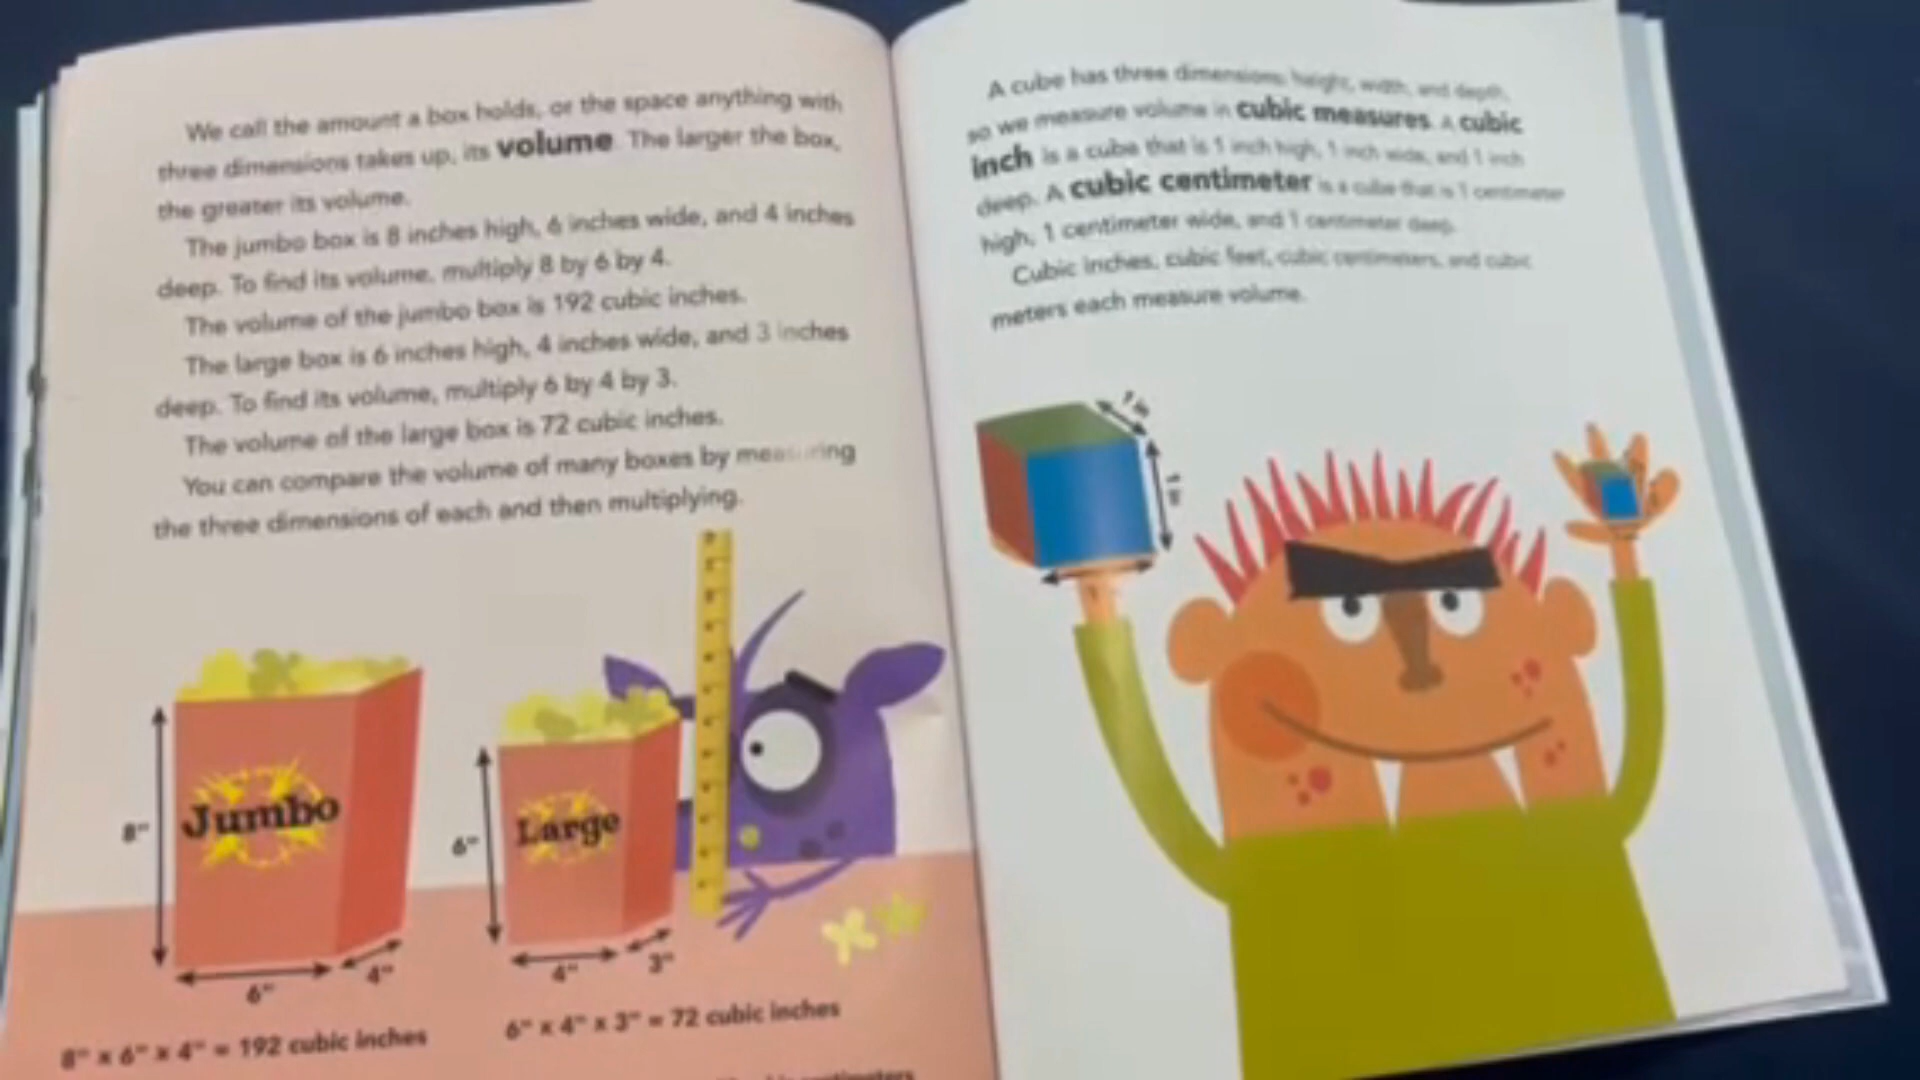 We call the amount a box holds, or the space anything with
three dimensions takes up, its volume. The larger the box,
the greater its volume.
The jumbo box is 8 inches high, 6 inches wide, and 4 inches
deep. To find its volume, multiply 8 by 6 by 4.
The volume of the jumbo box is 192 cubic inches.
The large box is 6 inches high, 4 inches wide, and 3 inches
deep. To find its volume, multiply 6 by 4 by 3.
The volume of the large box is 72 cubic inches.
You can compare the volume of many boxes by measuring
the three dimensions of each and then multiplying.
8"
Jumbo
6"
4"
6"
Large
4"
3"
8" x 6" x 4" = 192 cubic inches
6" x 4" x 3" = 72 cubic inches
A cube has three dimensions: height, width, and depth,
so we measure volume in cubic measures. A cubic
inch is a cube that is 1 inch high, 1 inch wide, and 1 inch
deep. A cubic centimeter is a cube that is 1 centimeter
high, 1 centimeter wide, and 1 centimeter deep.
Cubic inches, cubic feet, cubic centimeters, and cubic
meters each measure volume.
1 in